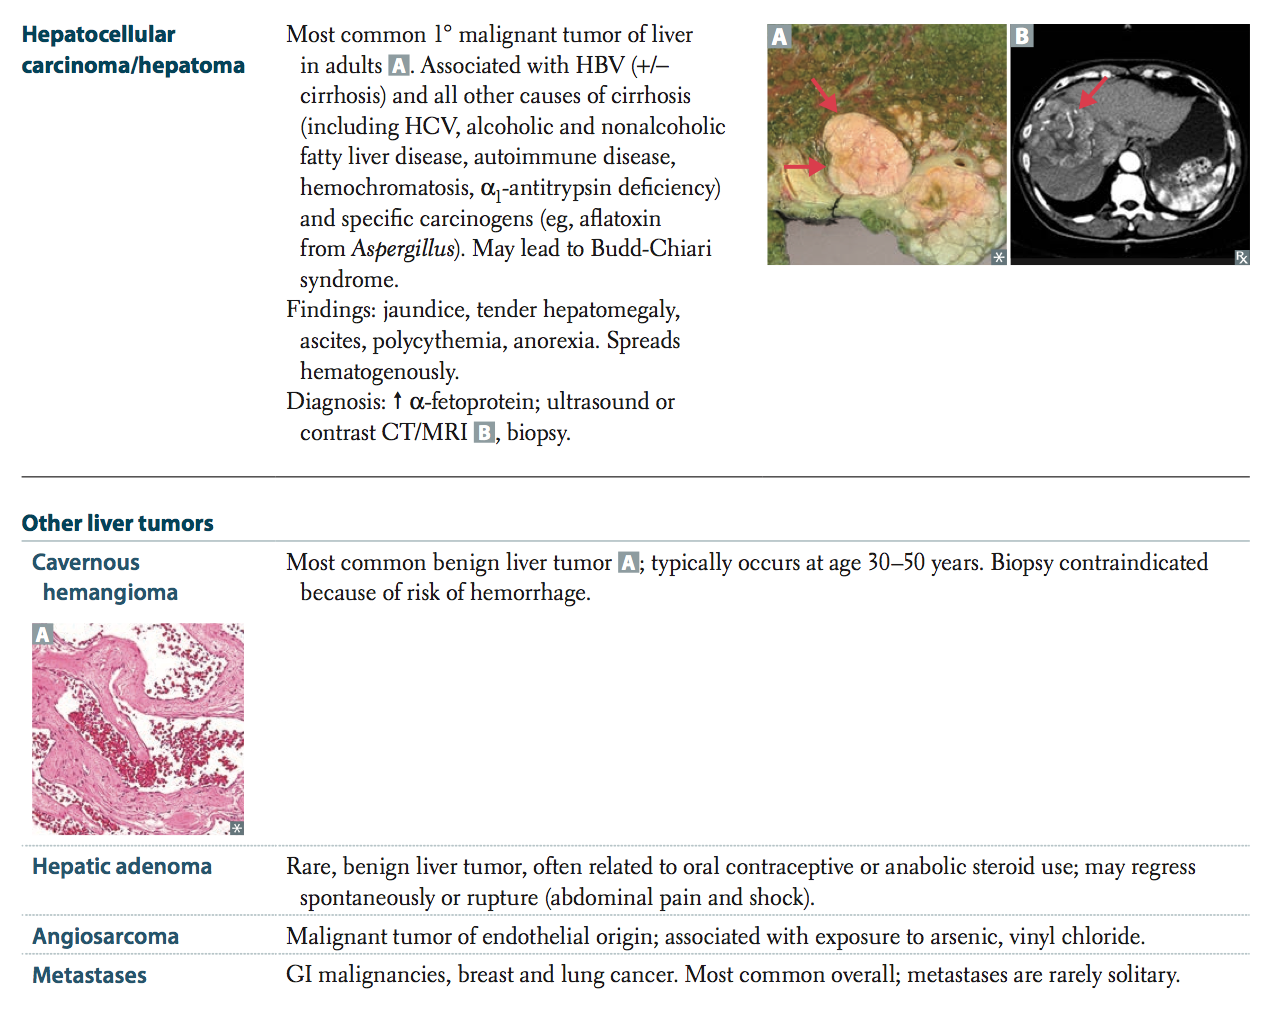 Hepatocellular
carcinoma/hepatoma
Most common 1° malignant tumor of liver
in adults A. Associated with HBV (+/–
cirrhosis) and all other causes of cirrhosis
(including HCV, alcoholic and nonalcoholic
fatty liver disease, autoimmune disease,
hemochromatosis, α₁-antitrypsin deficiency)
and specific carcinogens (eg, aflatoxin
from Aspergillus). May lead to Budd-Chiari
syndrome.
Findings: jaundice, tender hepatomegaly,
ascites, polycythemia, anorexia. Spreads
hematogenously.
Diagnosis: ↑ α-fetoprotein; ultrasound or
contrast CT/MRI B, biopsy.
A
B
*
℞
Other liver tumors
Cavernous
hemangioma
Most common benign liver tumor A; typically occurs at age 30–50 years. Biopsy contraindicated
because of risk of hemorrhage.
A
*
Hepatic adenoma
Rare, benign liver tumor, often related to oral contraceptive or anabolic steroid use; may regress
spontaneously or rupture (abdominal pain and shock).
Angiosarcoma
Malignant tumor of endothelial origin; associated with exposure to arsenic, vinyl chloride.
Metastases
GI malignancies, breast and lung cancer. Most common overall; metastases are rarely solitary.